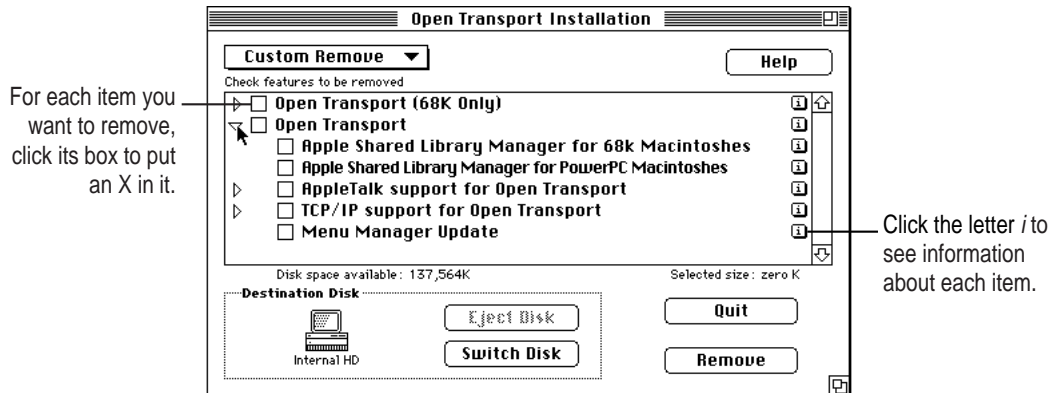 Open Transport Installation
Custom Remove
Help
Check features to be removed
For each item you
want to remove,
click its box to put
an X in it.
Open Transport (68K Only)
Open Transport
Apple Shared Library Manager for 68k Macintoshes
Apple Shared Library Manager for PowerPC Macintoshes
AppleTalk support for Open Transport
TCP/IP support for Open Transport
Menu Manager Update
Click the letter i to
see information
about each item.
Disk space available: 137,564K
Selected size: zero K
Destination Disk
Internal HD
Eject Disk
Switch Disk
Quit
Remove